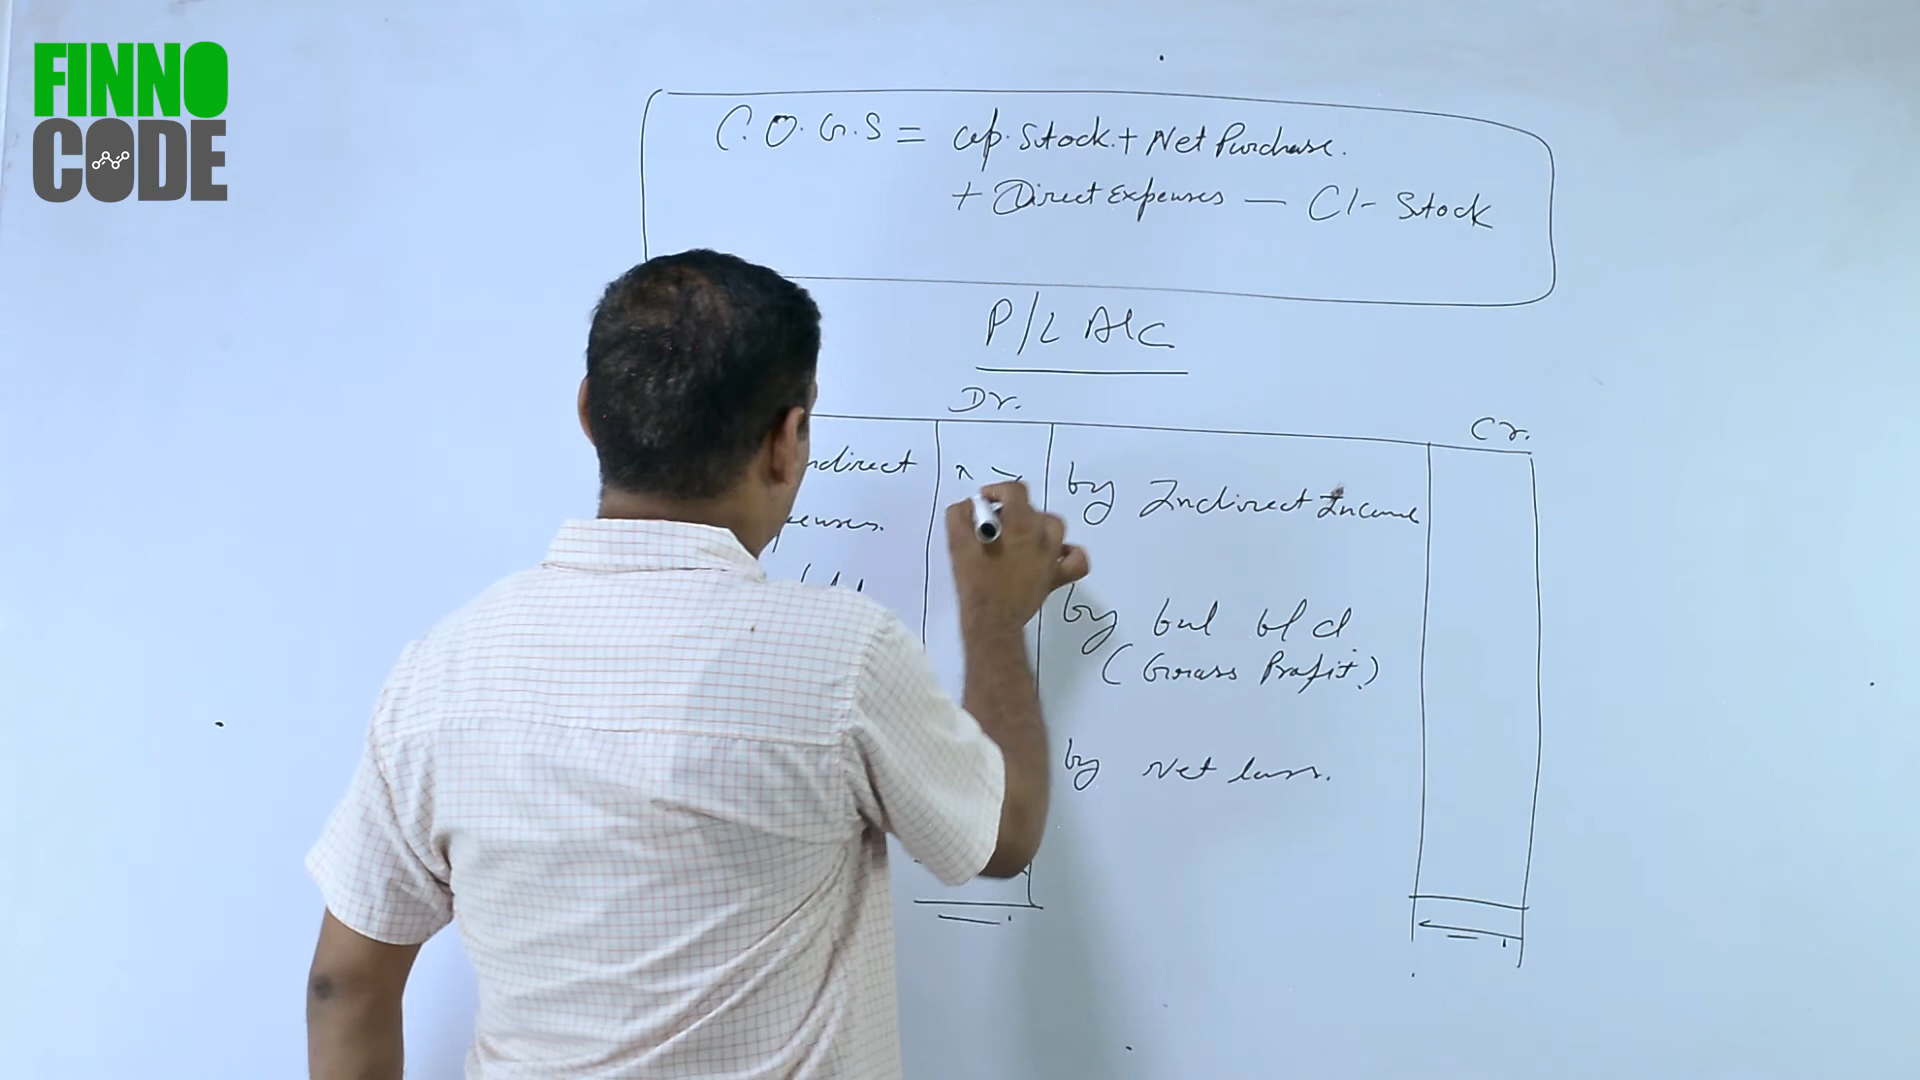 FINNO
CODE
C.O.G.S = op. Stock + Net Purchase.
+ Direct Expenses — Cl- Stock
P/L A/C
Dr.
Cr.
ndirect
by Indirect Income
penses.
by bal b/d
(Gross Profit.)
by Net loss.